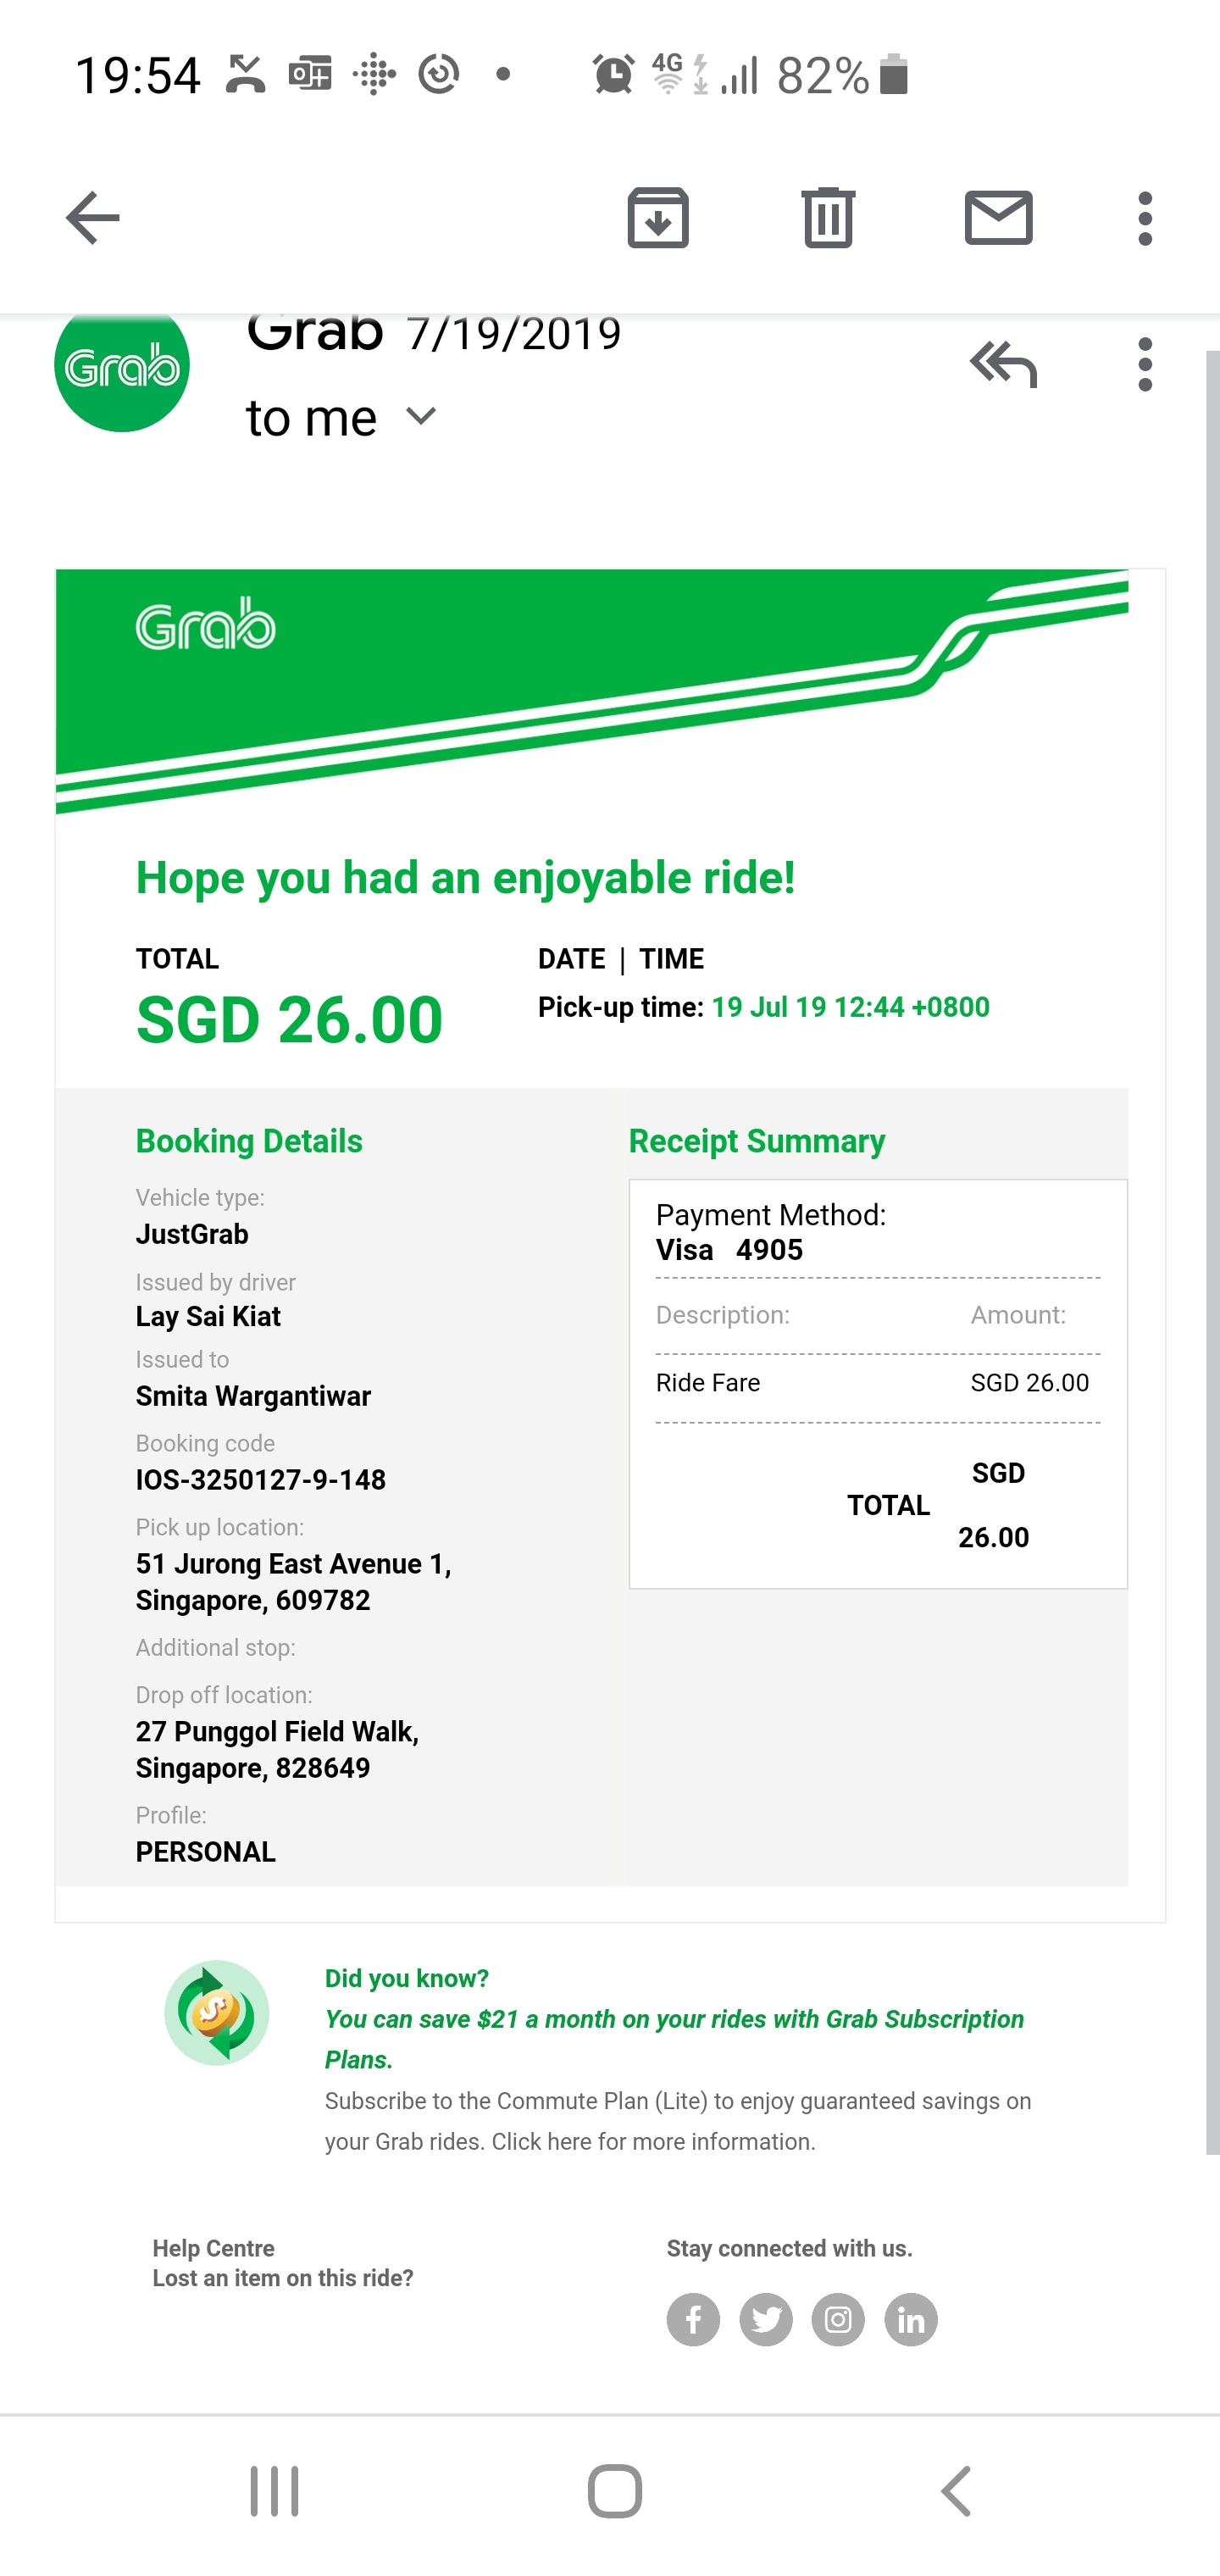 19:54
4G
82%
Grab 7/19/2019
Grab
to me
Grab
Hope you had an enjoyable ride!
TOTAL
SGD 26.00
DATE | TIME
Pick-up time: 19 Jul 19 12:44 +0800
Booking Details
Vehicle type:
JustGrab
Issued by driver
Lay Sai Kiat
Issued to
Smita Wargantiwar
Booking code
IOS-3250127-9-148
Pick up location:
51 Jurong East Avenue 1,
Singapore, 609782
Additional stop:
Drop off location:
27 Punggol Field Walk,
Singapore, 828649
Profile:
PERSONAL
Receipt Summary
Payment Method:
Visa 4905
Description: Amount:
Ride Fare SGD 26.00
SGD
TOTAL
26.00
Did you know?
You can save $21 a month on your rides with Grab Subscription
Plans.
Subscribe to the Commute Plan (Lite) to enjoy guaranteed savings on
your Grab rides. Click here for more information.
Help Centre
Lost an item on this ride?
Stay connected with us.